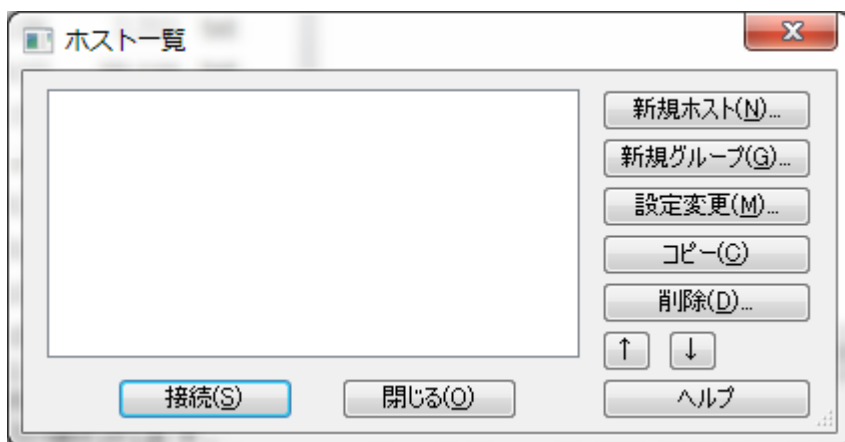 ホスト一覧
新規ホスト(N)...
新規グループ(G)...
設定変更(M)...
コピー(C)
削除(D)...
↑ ↓
接続(S) 閉じる(O) ヘルプ